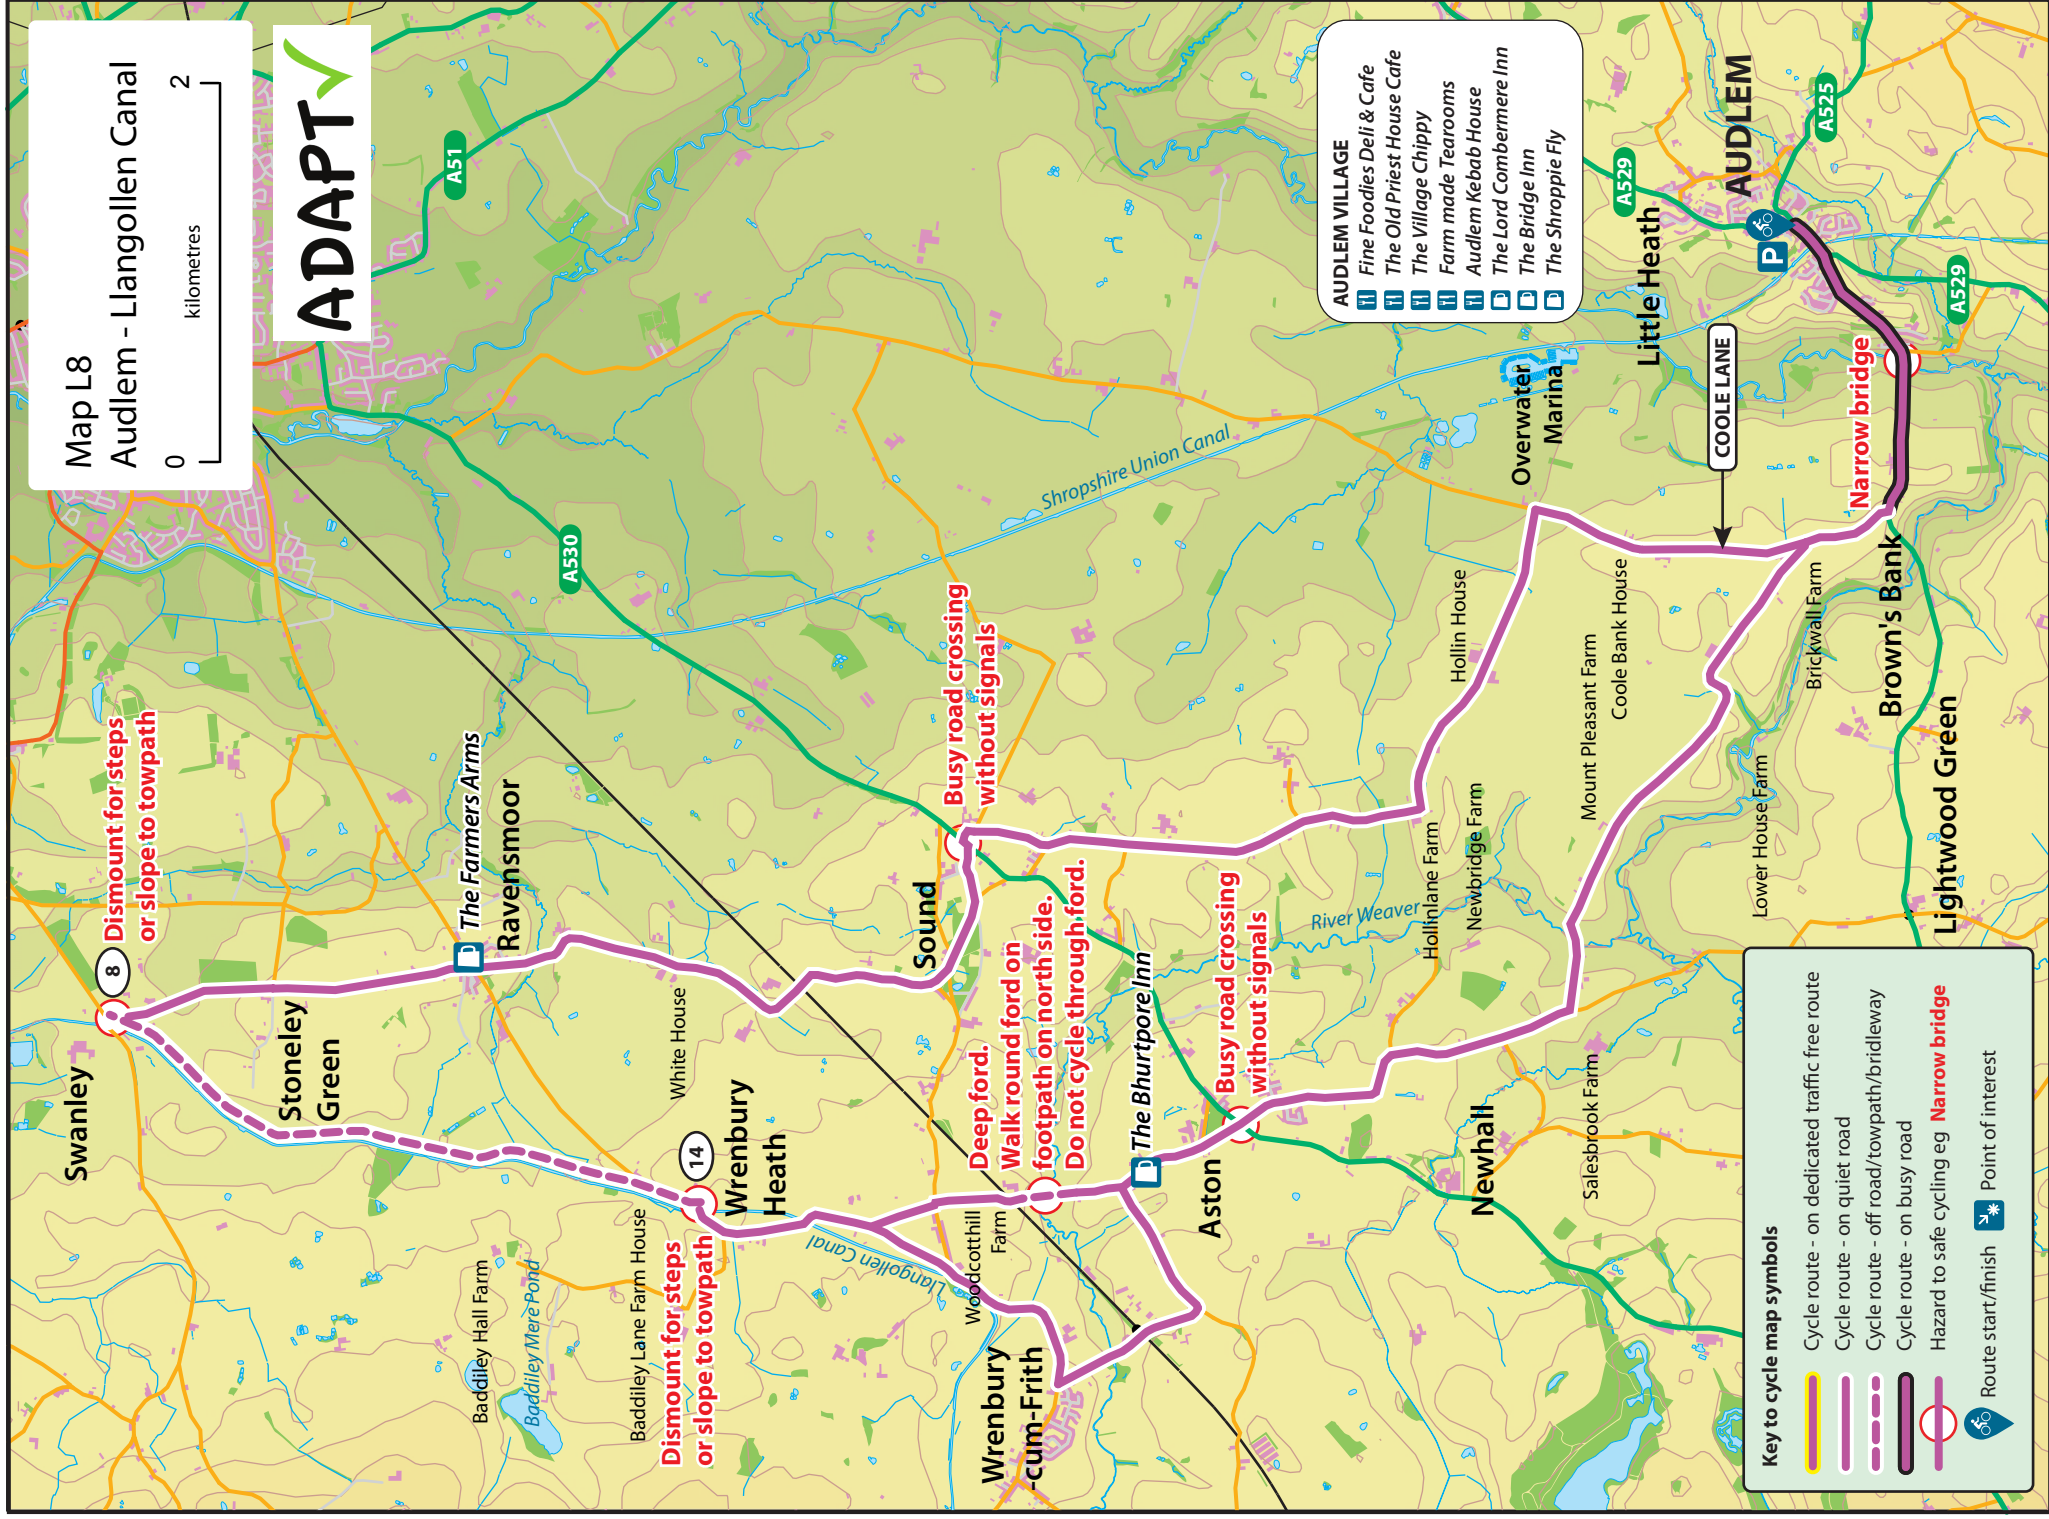 Map L8
Audlem - Llangollen Canal
0
2
kilometres
ADAPT
A51
A530
Swanley
8
Dismount for steps
or slope to towpath
Stoneley
Green
The Farmers Arms
Ravensmoor
White House
14
Wrenbury
Heath
Baddiley Hall Farm
Baddiley Mere Pond
Baddiley Lane Farm House
Dismount for steps
or slope to towpath
Llangollen Canal
Sound
Busy road crossing
without signals
Shropshire Union Canal
Woodcotthill
Farm
Wrenbury
-cum-Frith
Deep ford.
Walk round ford on
footpath on north side.
Do not cycle through ford.
The Bhurtpore Inn
Aston
Busy road crossing
without signals
River Weaver
Hollinlane Farm
Newbridge Farm
Hollin House
Newhall
Salesbrook Farm
Mount Pleasant Farm
Coole Bank House
Overwater
Marina
Little Heath
COOLE LANE
Lower House Farm
Brickwall Farm
Brown's Bank
Lightwood Green
Narrow bridge
AUDLEM
P
A529
A525
A529
AUDLEM VILLAGE
Fine Foodies Deli & Cafe
The Old Priest House Cafe
The Village Chippy
Farm made Tearooms
Audlem Kebab House
The Lord Combermere Inn
The Bridge Inn
The Shroppie Fly
Key to cycle map symbols
Cycle route - on dedicated traffic free route
Cycle route - on quiet road
Cycle route - off road/towpath/bridleway
Cycle route - on busy road
Hazard to safe cycling eg Narrow bridge
Route start/finish
Point of interest